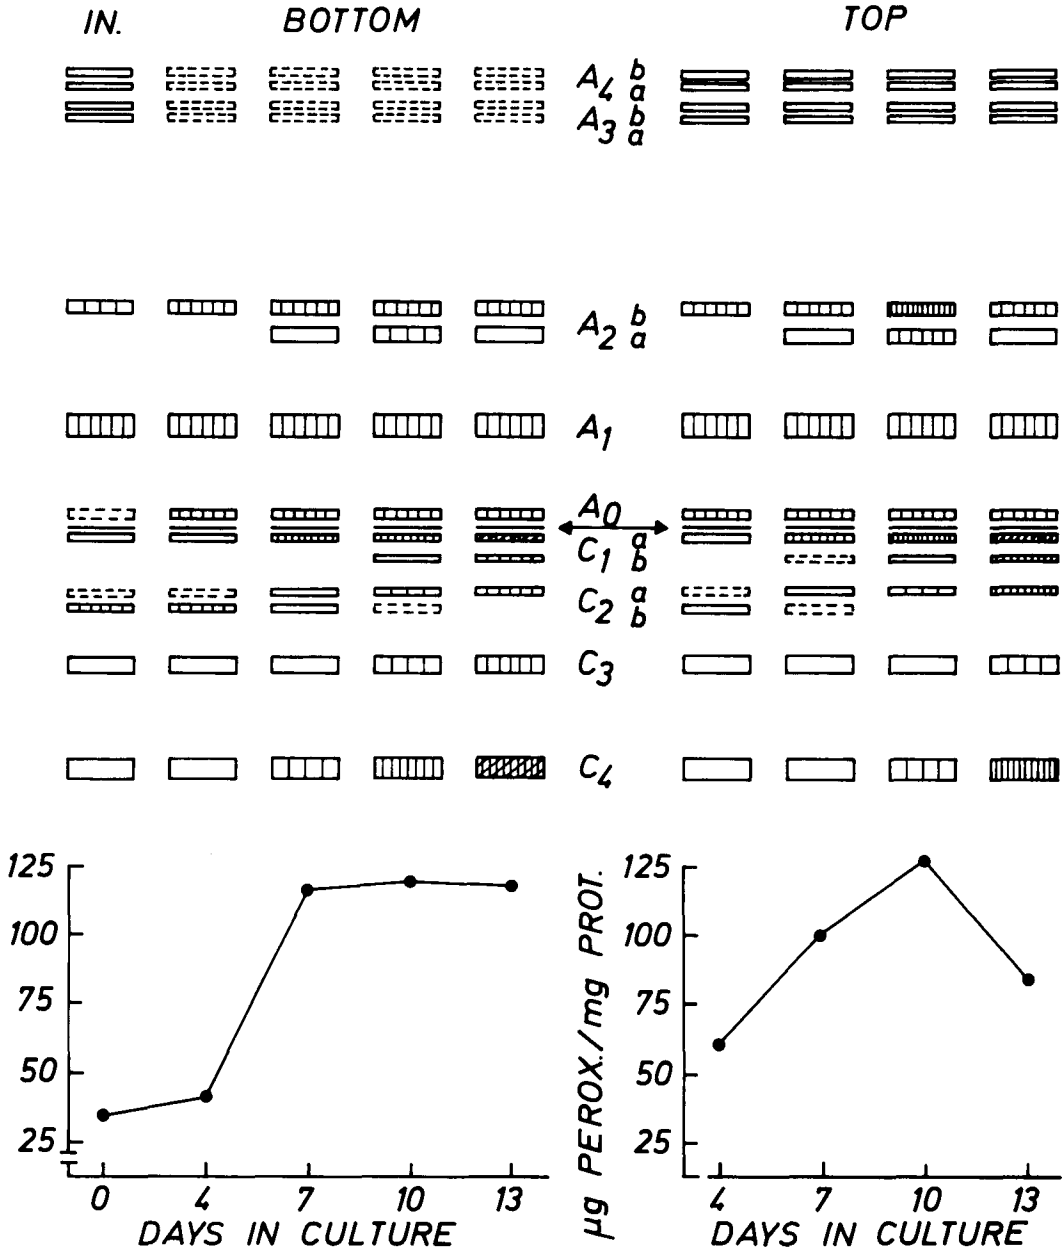 IN. BOTTOM TOP
A4 b
a
A3 b
a
A2 b
a
A1
A0
C1 a
b
C2 a
b
C3
C4
125
100
75
50
25
0 4 7 10 13
DAYS IN CULTURE
µg PEROX./mg PROT.
125
100
75
50
25
4 7 10 13
DAYS IN CULTURE